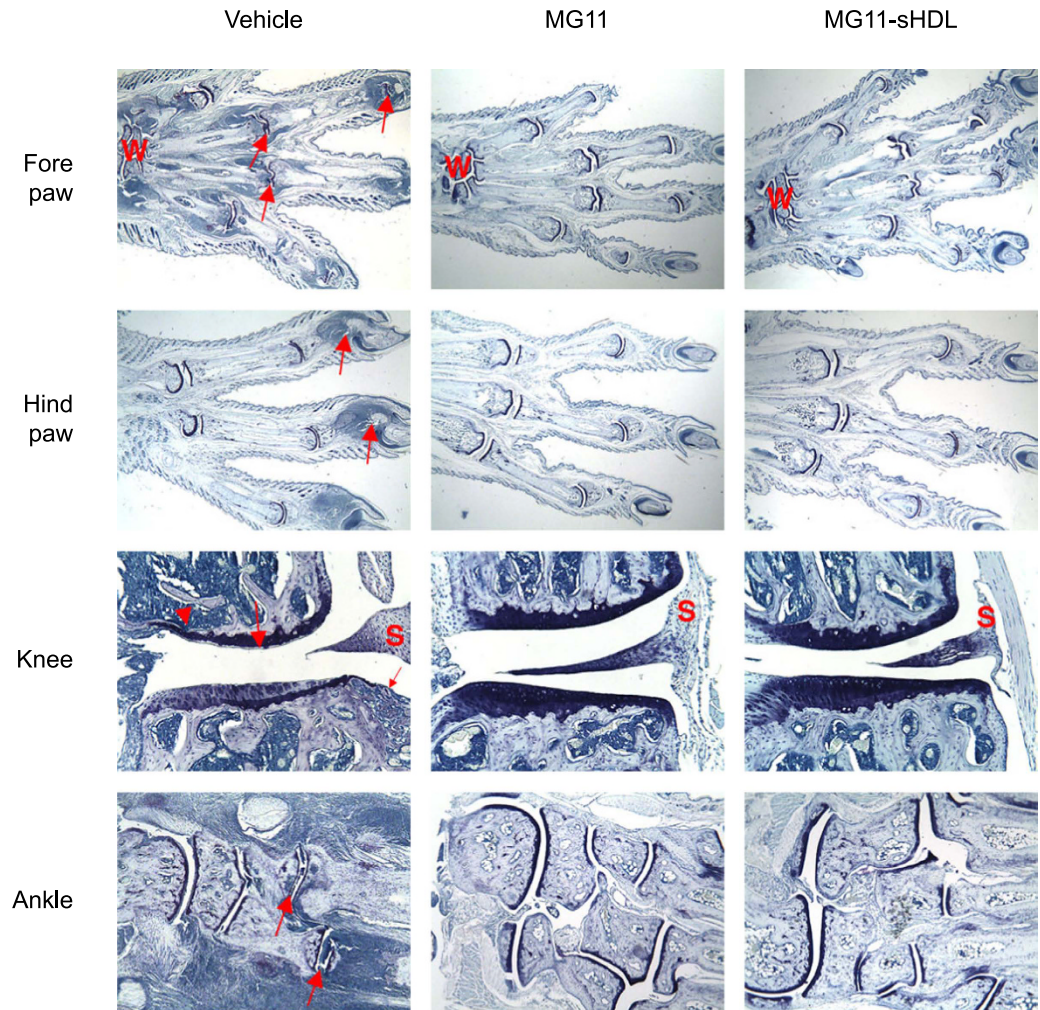 Vehicle MG11 MG11-sHDL
Fore
paw
W W W
Hind
paw
Knee
S S S
Ankle